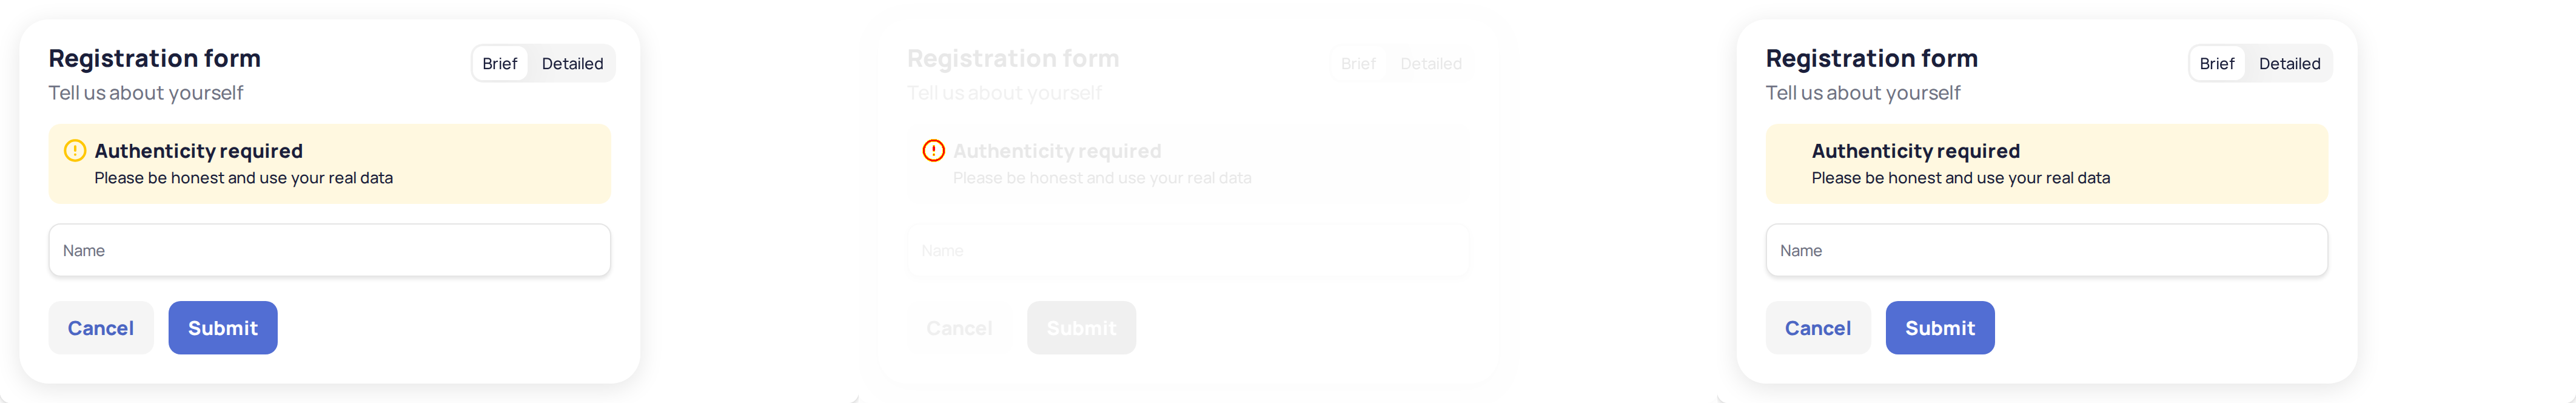 Registration form
Brief Detailed
Tell us about yourself
Authenticity required
Please be honest and use your real data
Name
Cancel Submit
Registration form
Brief Detailed
Tell us about yourself
Authenticity required
Please be honest and use your real data
Name
Cancel Submit
Registration form
Brief Detailed
Tell us about yourself
Authenticity required
Please be honest and use your real data
Name
Cancel Submit